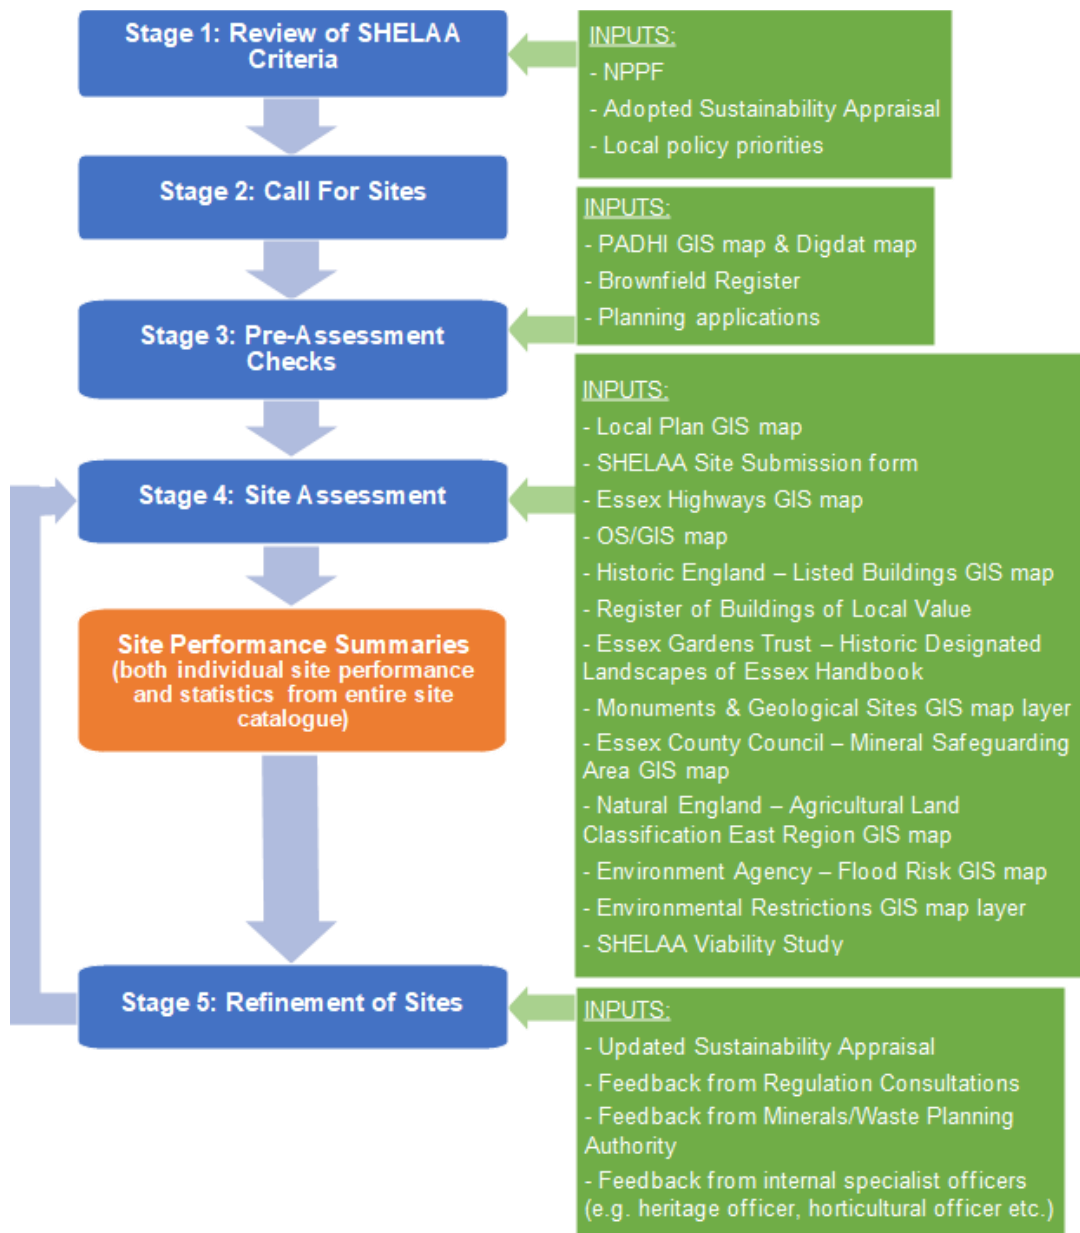 Stage 1: Review of SHELAA
Criteria
INPUTS:
- NPPF
- Adopted Sustainability Appraisal
- Local policy priorities
Stage 2: Call For Sites
INPUTS:
- PADHI GIS map & Digdat map
- Brownfield Register
- Planning applications
Stage 3: Pre-Assessment
Checks
Stage 4: Site Assessment
INPUTS:
- Local Plan GIS map
- SHELAA Site Submission form
- Essex Highways GIS map
- OS/GIS map
- Historic England – Listed Buildings GIS map
- Register of Buildings of Local Value
- Essex Gardens Trust – Historic Designated
Landscapes of Essex Handbook
- Monuments & Geological Sites GIS map layer
- Essex County Council – Mineral Safeguarding
Area GIS map
- Natural England – Agricultural Land
Classification East Region GIS map
- Environment Agency – Flood Risk GIS map
- Environmental Restrictions GIS map layer
- SHELAA Viability Study
Site Performance Summaries
(both individual site performance
and statistics from entire site
catalogue)
Stage 5: Refinement of Sites
INPUTS:
- Updated Sustainability Appraisal
- Feedback from Regulation Consultations
- Feedback from Minerals/Waste Planning
Authority
- Feedback from internal specialist officers
(e.g. heritage officer, horticultural officer etc.)